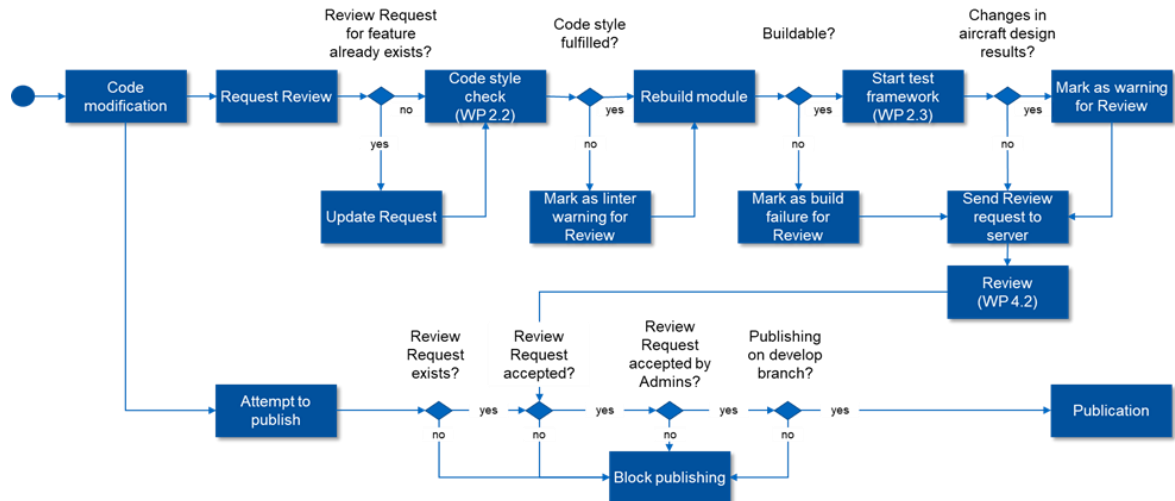 Review Request
for feature
already exists?
Code style
fulfilled?
Buildable?
Changes in
aircraft design
results?
Code
modification
Request Review
no
Code style
check
(WP 2.2)
yes
Rebuild module
yes
Start test
framework
(WP 2.3)
yes
Mark as warning
for Review
yes
no
no
no
Update Request
Mark as linter
warning for
Review
Mark as build
failure for
Review
Send Review
request to
server
Review
(WP 4.2)
Review
Request
exists?
Review
Request
accepted?
Review
Request
accepted by
Admins?
Publishing
on develop
branch?
Attempt to
publish
yes
yes
yes
yes
Publication
no
no
no
no
Block publishing